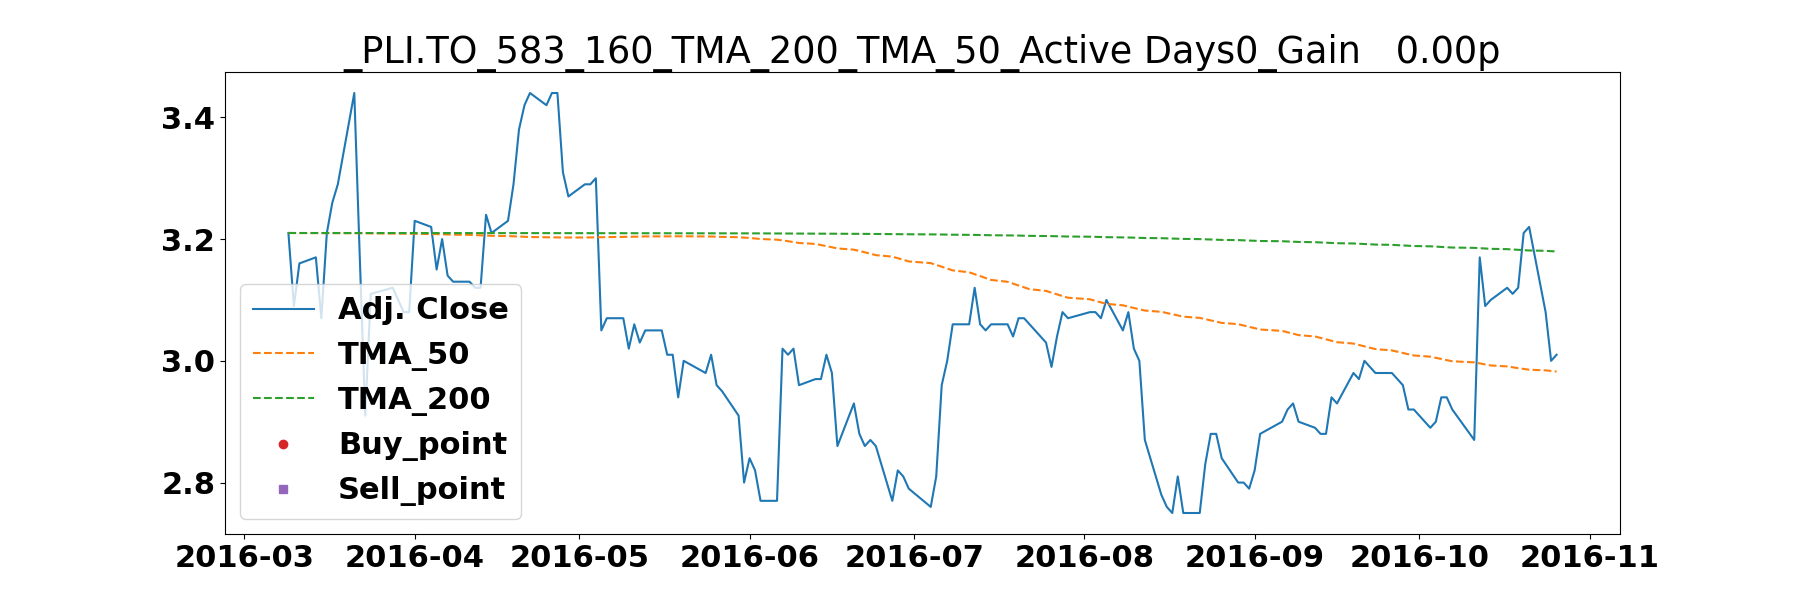 _PLI.TO_583_160_TMA_200_TMA_50_Active Days0_Gain   0.00p
3.4
3.2
3.0
2.8
Adj. Close
TMA_50
TMA_200
Buy_point
Sell_point
2016-03 2016-04 2016-05 2016-06 2016-07 2016-08 2016-09 2016-10 2016-11